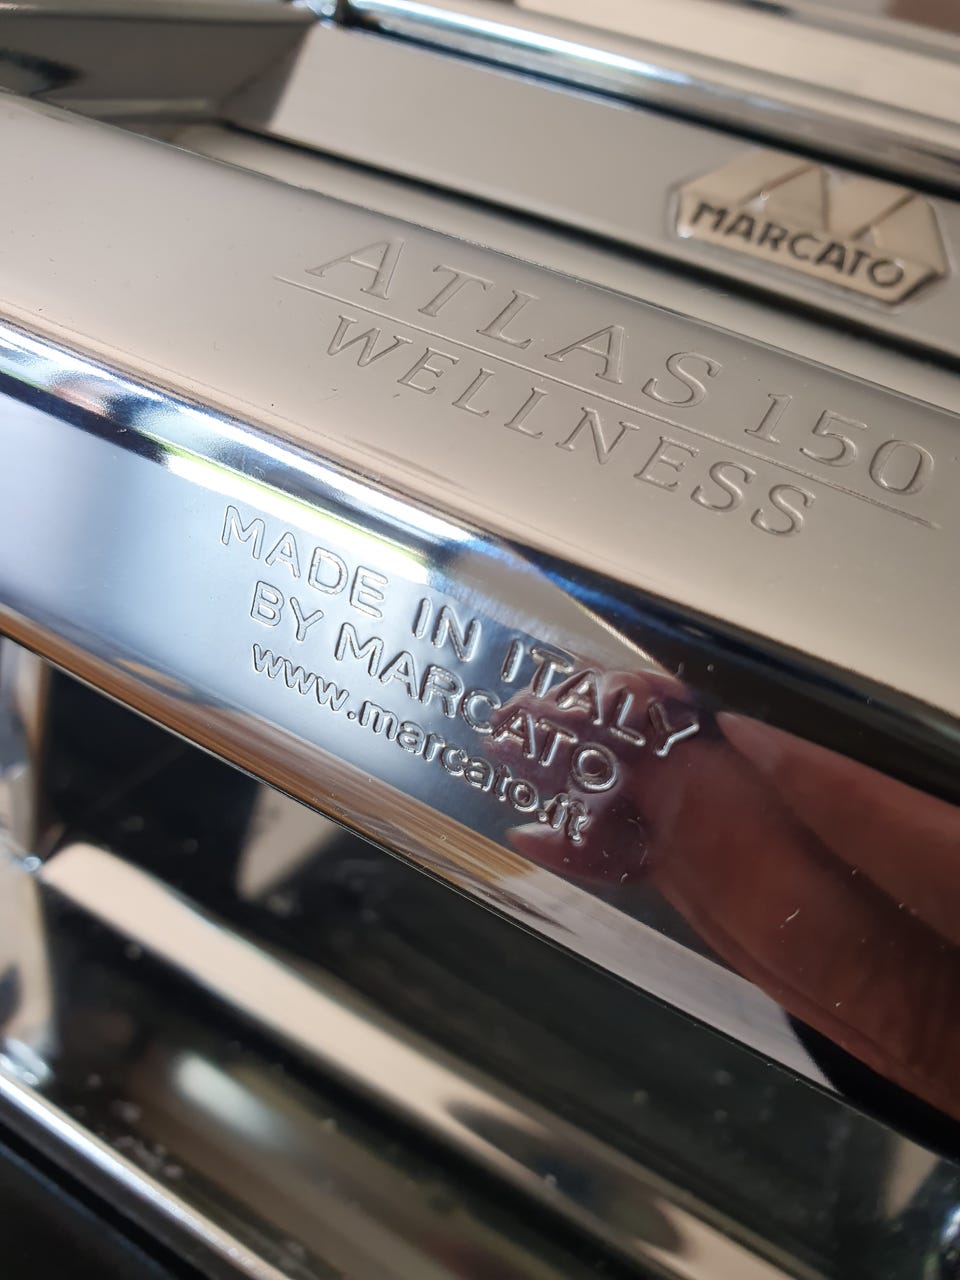 MARCATO
ATLAS 150
WELLNESS
MADE IN ITALY
BY MARCATO
www.marcato.it